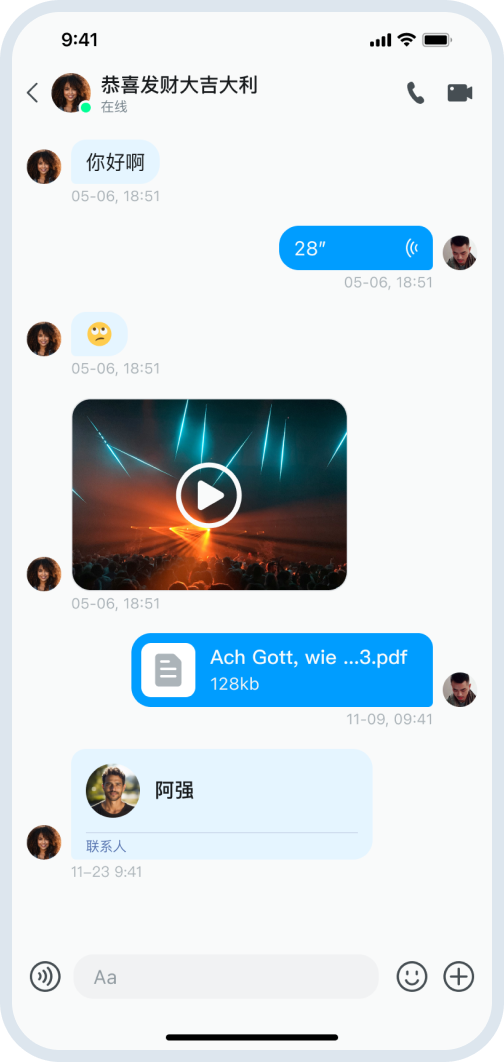 9:41
恭喜发财大吉大利
在线
你好啊
05-06, 18:51
28″
05-06, 18:51
05-06, 18:51
05-06, 18:51
Ach Gott, wie ...3.pdf
128kb
11-09, 09:41
阿强
联系人
11–23 9:41
Aa